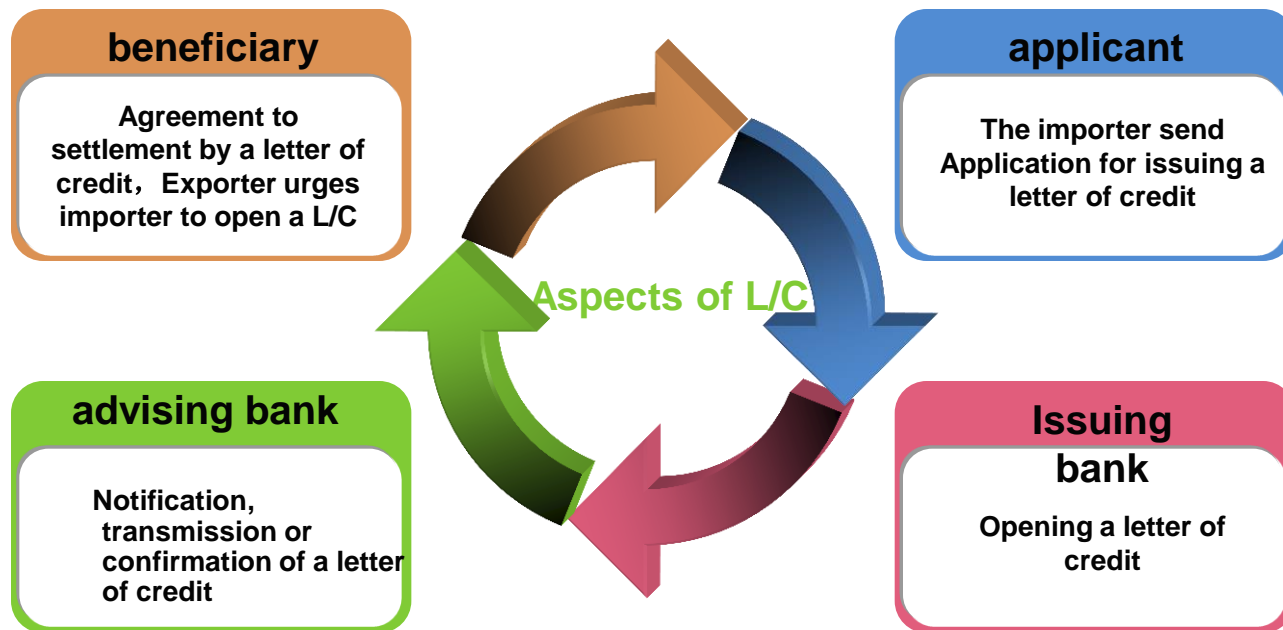 beneficiary
Agreement to
settlement by a letter of
credit，Exporter urges
importer to open a L/C
applicant
The importer send
Application for issuing a
letter of credit
Aspects of L/C
advising bank
Notification,
transmission or
confirmation of a letter
of credit
Issuing
bank
Opening a letter of
credit